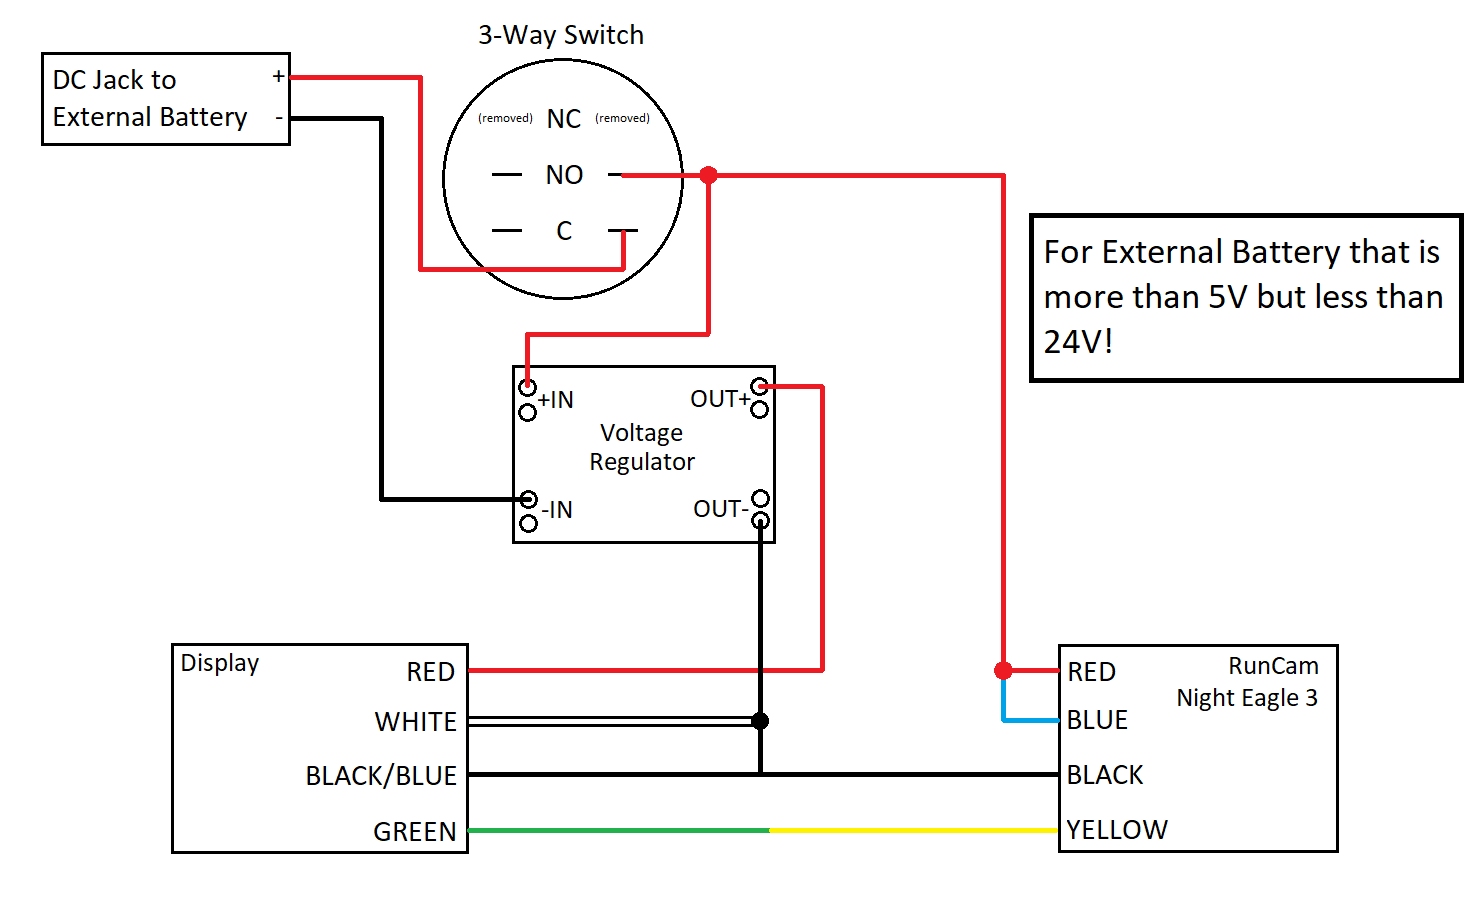 3-Way Switch
DC Jack to +
External Battery -
(removed) NC (removed)
NO
C
For External Battery that is
more than 5V but less than
24V!
+IN OUT+
Voltage
Regulator
-IN OUT-
Display
RED
WHITE
BLACK/BLUE
GREEN
RunCam
Night Eagle 3
RED
BLUE
BLACK
YELLOW